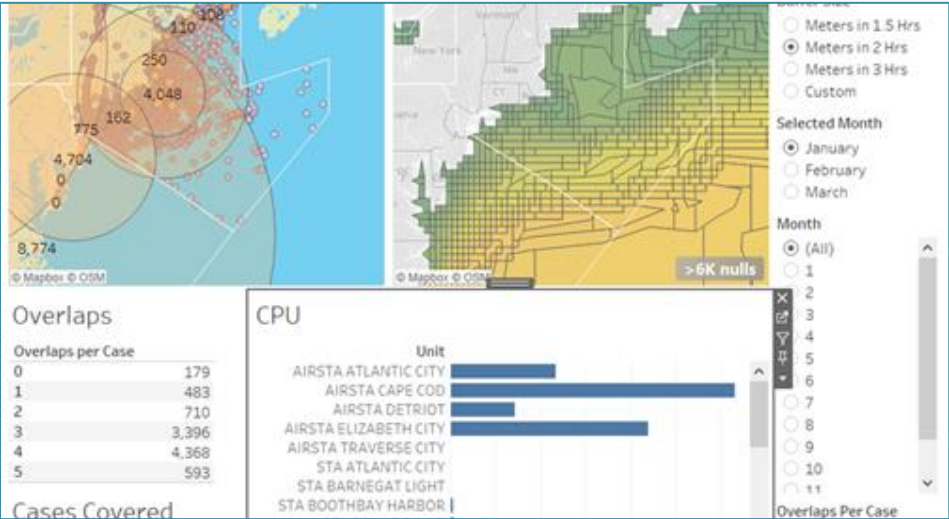 108
110
250
4,048
162
775
4,704
0
0
8,774
© Mapbox © OSM
Vermont
New York
MA
CT
© Mapbox © OSM
>6K nulls
Buffer Size
Meters in 1.5 Hrs
Meters in 2 Hrs
Meters in 3 Hrs
Custom
Selected Month
January
February
March
Month
(All)
1
2
3
4
5
6
7
8
9
10
11
Overlaps Per Case
Overlaps
Overlaps per Case
0 179
1 483
2 710
3 3,396
4 4,368
5 593
Cases Covered
CPU
Unit
AIRSTA ATLANTIC CITY
AIRSTA CAPE COD
AIRSTA DETRIOT
AIRSTA ELIZABETH CITY
AIRSTA TRAVERSE CITY
STA ATLANTIC CITY
STA BARNEGAT LIGHT
STA BOOTHBAY HARBOR